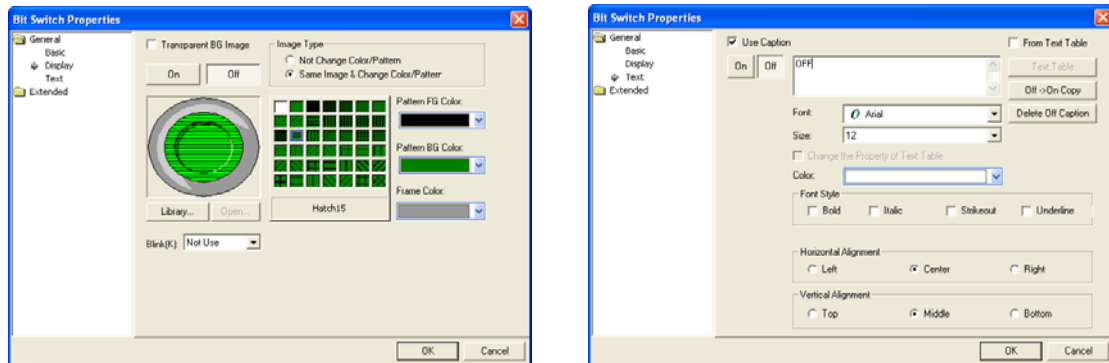 Bit Switch Properties
General
Basic
Display
Text
Extended
Transparent BG Image
On
Off
Image Type
Not Change Color/Pattern
Same Image & Change Color/Pattern
Pattern FG Color:
Pattern BG Color:
Frame Color:
Library...
Open...
Hatch15
Blink(K):
Not Use
OK
Cancel
Bit Switch Properties
General
Basic
Display
Text
Extended
Use Caption
From Text Table
On
Off
OFF
Text Table
Off ->On Copy
Delete Off Caption
Font:
Arial
Size:
12
Change the Property of Text Table
Color:
Font Style
Bold
Italic
Strikeout
Underline
Horizontal Alignment
Left
Center
Right
Vertical Alignment
Top
Middle
Bottom
OK
Cancel